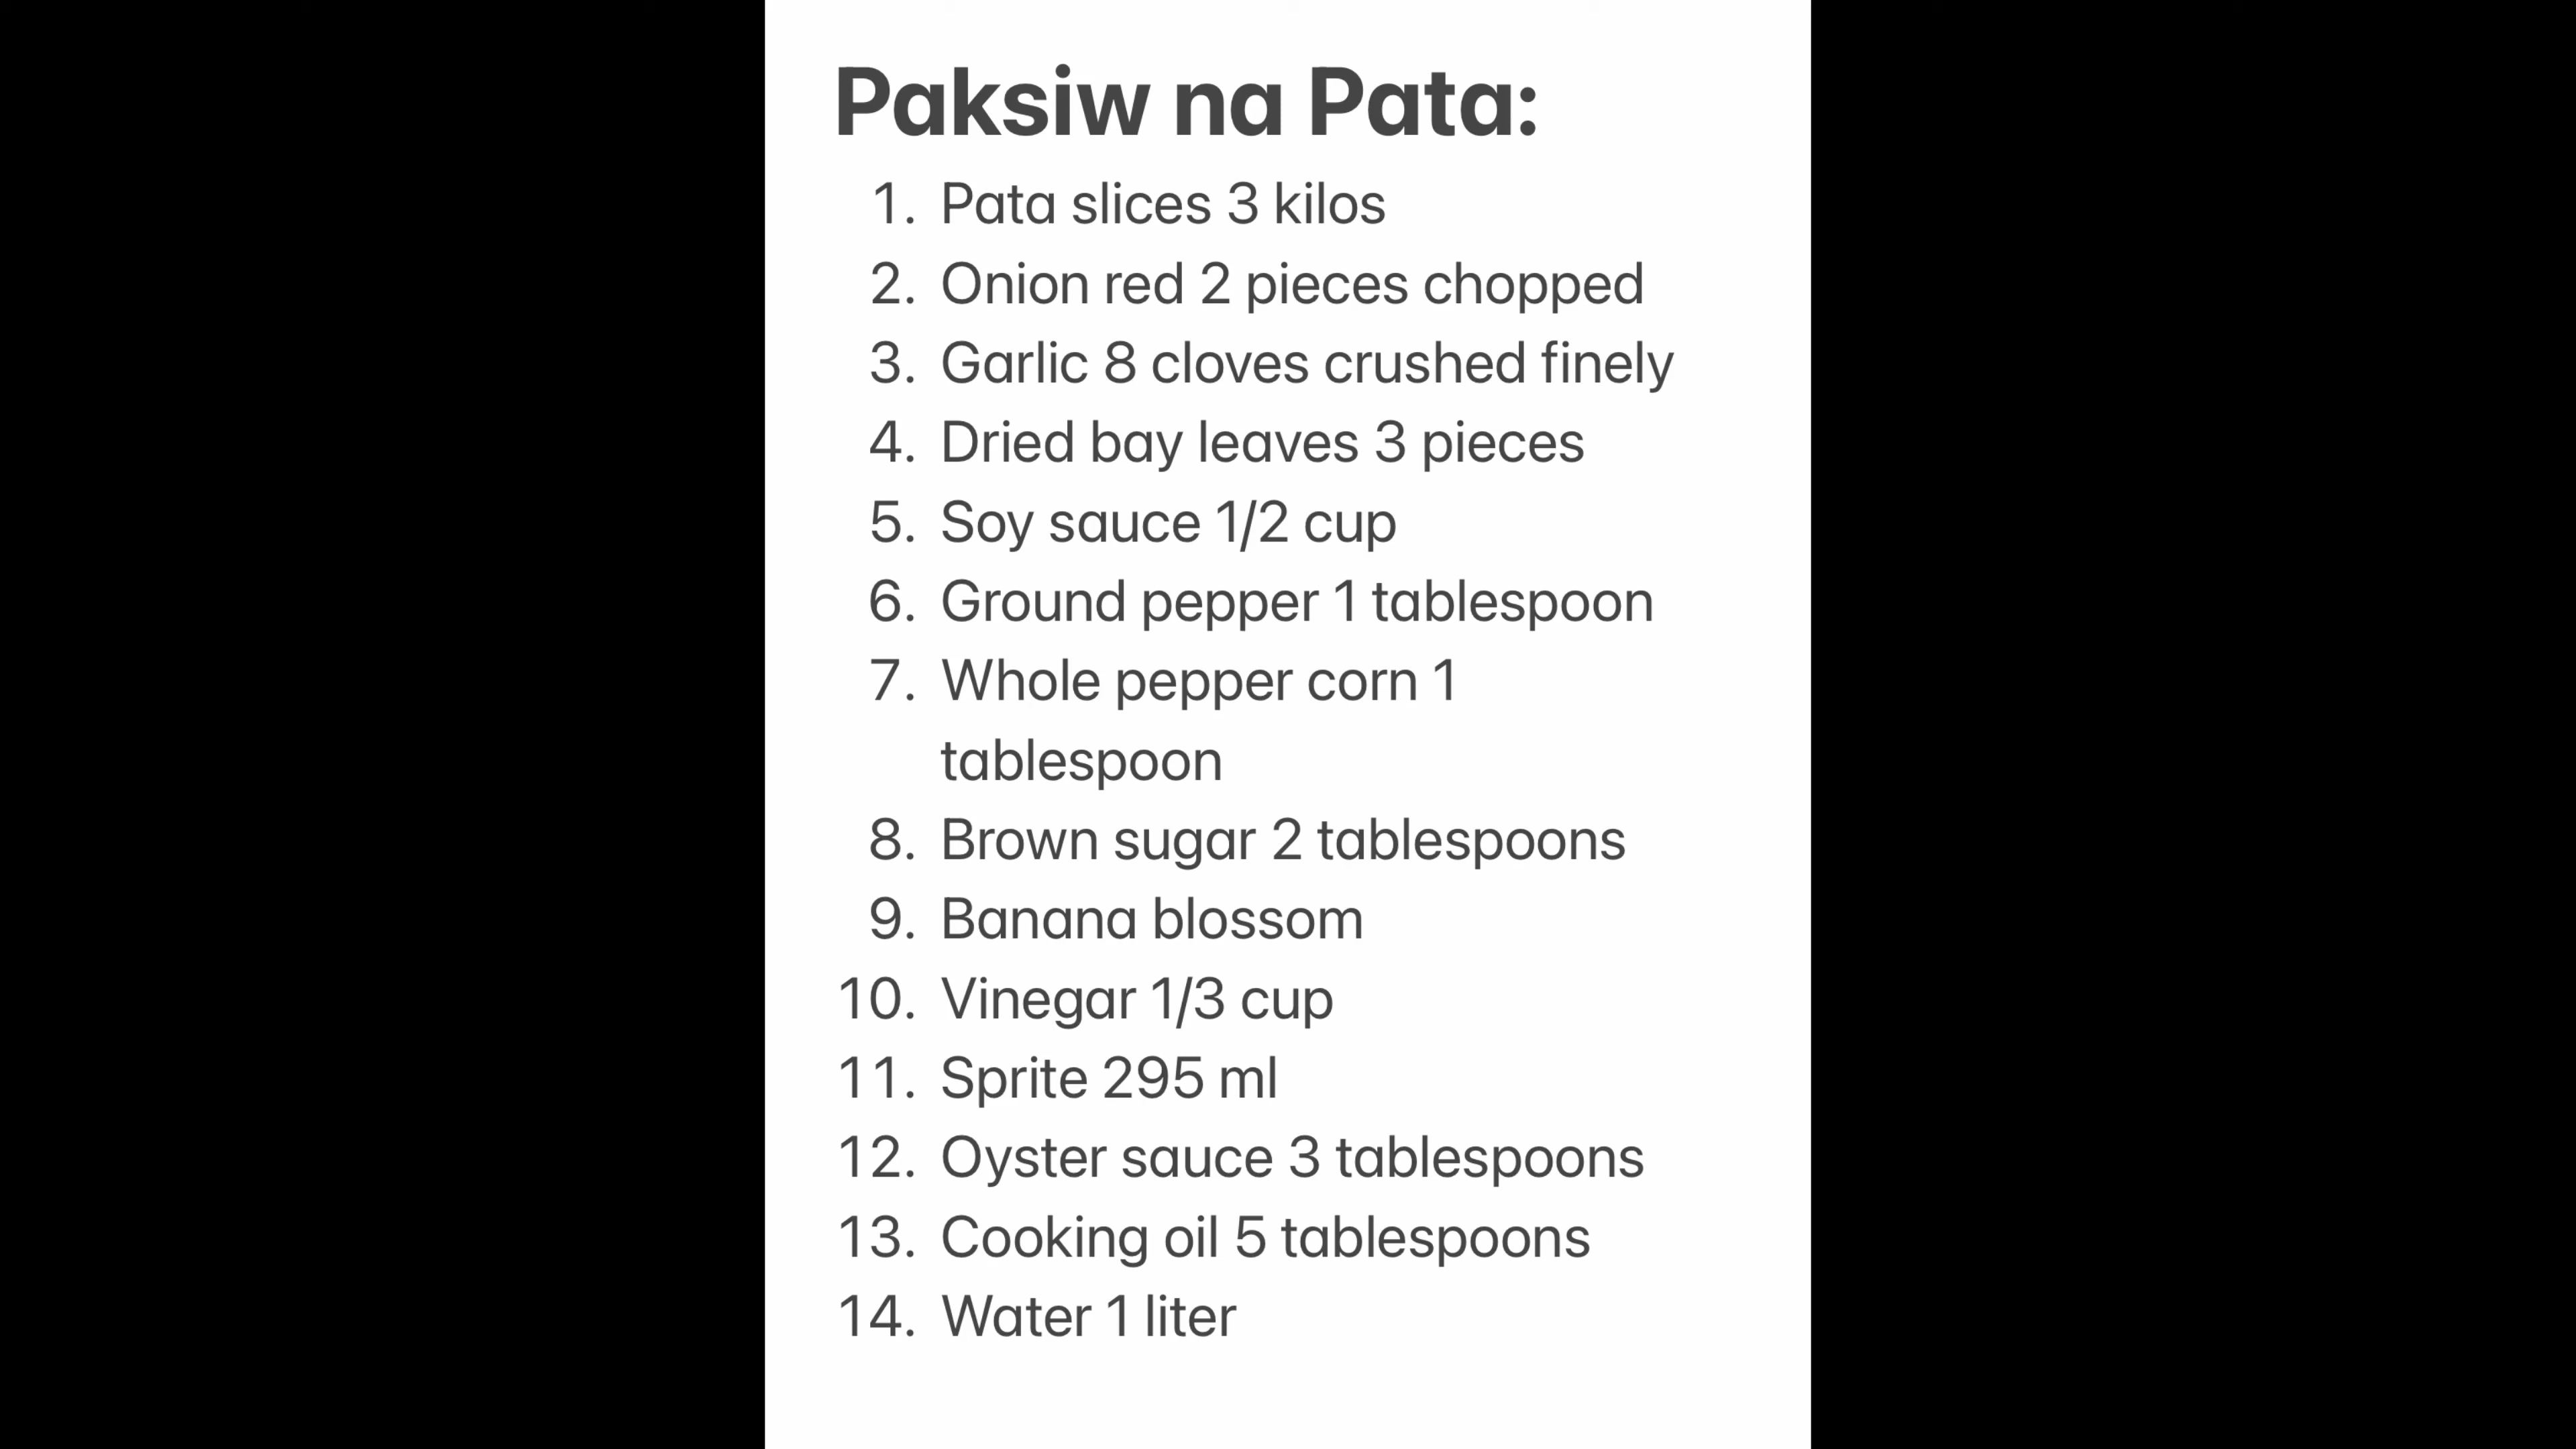 Paksiw na Pata:
1. Pata slices 3 kilos
2. Onion red 2 pieces chopped
3. Garlic 8 cloves crushed finely
4. Dried bay leaves 3 pieces
5. Soy sauce 1/2 cup
6. Ground pepper 1 tablespoon
7. Whole pepper corn 1
tablespoon
8. Brown sugar 2 tablespoons
9. Banana blossom
10. Vinegar 1/3 cup
11. Sprite 295 ml
12. Oyster sauce 3 tablespoons
13. Cooking oil 5 tablespoons
14. Water 1 liter